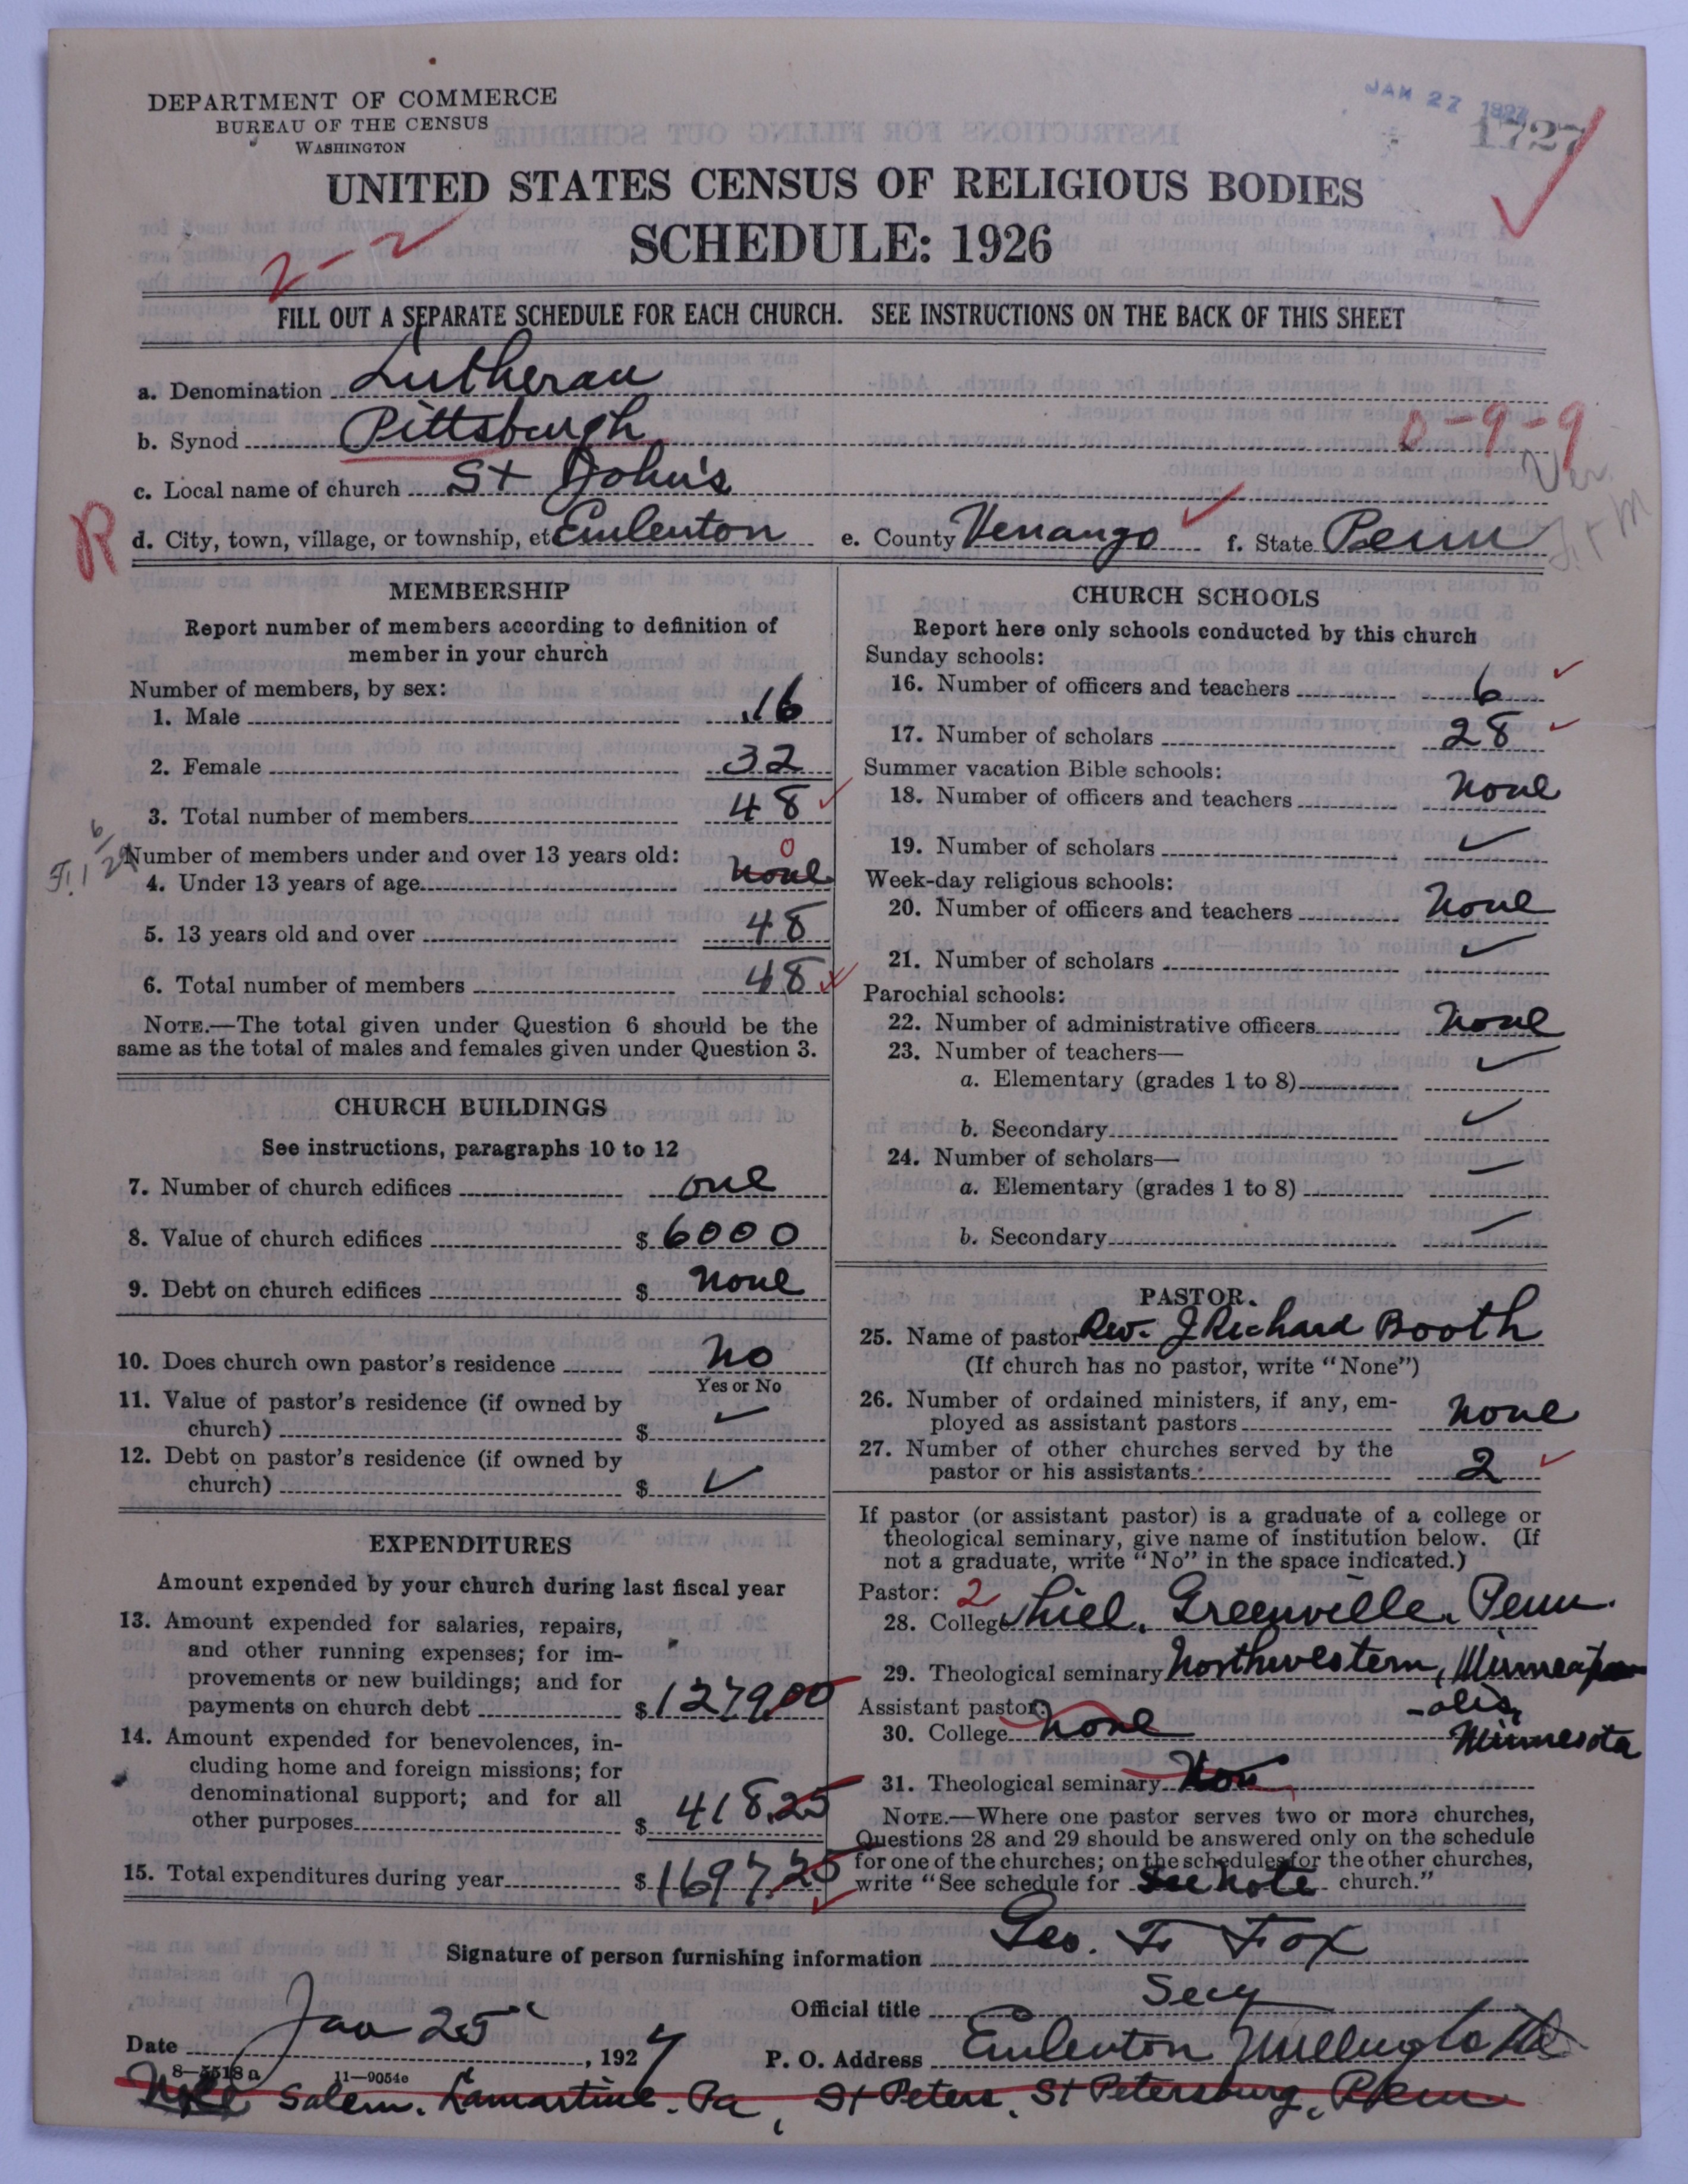 DEPARTMENT OF COMMERCE
BUREAU OF THE CENSUS
WASHINGTON
JAN 27 1927
1727
UNITED STATES CENSUS OF RELIGIOUS BODIES
SCHEDULE: 1926
2-2
FILL OUT A SEPARATE SCHEDULE FOR EACH CHURCH. SEE INSTRUCTIONS ON THE BACK OF THIS SHEET
a. Denomination Lutheran
b. Synod Pittsburgh
0-9-9
Ver.
c. Local name of church St John's
R
d. City, town, village, or township, etc. Emlenton e. County Venango f. State Penn
MEMBERSHIP
Report number of members according to definition of
member in your church
Number of members, by sex:
1. Male 16
2. Female 32
3. Total number of members 48
Number of members under and over 13 years old:
0
4. Under 13 years of age none
5. 13 years old and over 48
6. Total number of members 48
NOTE.—The total given under Question 6 should be the
same as the total of males and females given under Question 3.
CHURCH BUILDINGS
See instructions, paragraphs 10 to 12
7. Number of church edifices one
8. Value of church edifices $ 6000
9. Debt on church edifices $ none
10. Does church own pastor's residence No
Yes or No
11. Value of pastor's residence (if owned by
church) $ ✓
12. Debt on pastor's residence (if owned by
church) $ ✓
EXPENDITURES
Amount expended by your church during last fiscal year
13. Amount expended for salaries, repairs,
and other running expenses; for im-
provements or new buildings; and for
payments on church debt $ 1279.00
14. Amount expended for benevolences, in-
cluding home and foreign missions; for
denominational support; and for all
other purposes $ 418.25
15. Total expenditures during year $ 1697.25
CHURCH SCHOOLS
Report here only schools conducted by this church
Sunday schools:
16. Number of officers and teachers 6
17. Number of scholars 28
Summer vacation Bible schools:
18. Number of officers and teachers none
19. Number of scholars ✓
Week-day religious schools:
20. Number of officers and teachers none
21. Number of scholars ✓
Parochial schools:
22. Number of administrative officers none
23. Number of teachers—
a. Elementary (grades 1 to 8) ✓
b. Secondary ✓
24. Number of scholars—
a. Elementary (grades 1 to 8)
b. Secondary
PASTOR.
25. Name of pastor Rev. J Richard Booth
(If church has no pastor, write "None")
26. Number of ordained ministers, if any, em-
ployed as assistant pastors none
27. Number of other churches served by the
pastor or his assistants 2
If pastor (or assistant pastor) is a graduate of a college or
theological seminary, give name of institution below. (If
not a graduate, write "No" in the space indicated.)
Pastor: 2
28. College Thiel, Greenville, Penn.
29. Theological seminary Northwestern, Minneap
-olis,
Minnesota
Assistant pastor:
30. College none
31. Theological seminary Non
NOTE.—Where one pastor serves two or more churches,
Questions 28 and 29 should be answered only on the schedule
for one of the churches; on the schedules for the other churches,
write "See schedule for See note church."
Signature of person furnishing information Geo. F Fox
Official title Secy
Date Jan 25, 1927
P. O. Address Emlenton
8-5518a 11-9054e
Note Salem. Lamartine. Pa, St Peters, St Petersburg, Penn